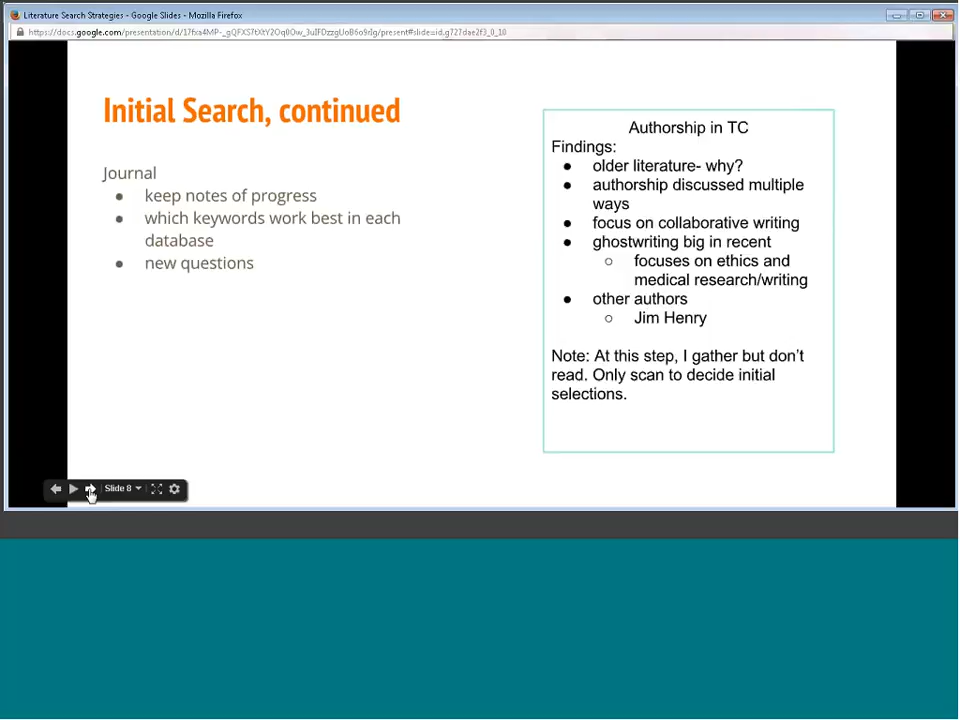 Literature Search Strategies - Google Slides - Mozilla Firefox
Initial Search, continued
Journal
● keep notes of progress
● which keywords work best in each
database
● new questions
Authorship in TC
Findings:
● older literature- why?
● authorship discussed multiple
ways
● focus on collaborative writing
● ghostwriting big in recent
○ focuses on ethics and
medical research/writing
● other authors
○ Jim Henry
Note: At this step, I gather but don't
read. Only scan to decide initial
selections.
Slide 8